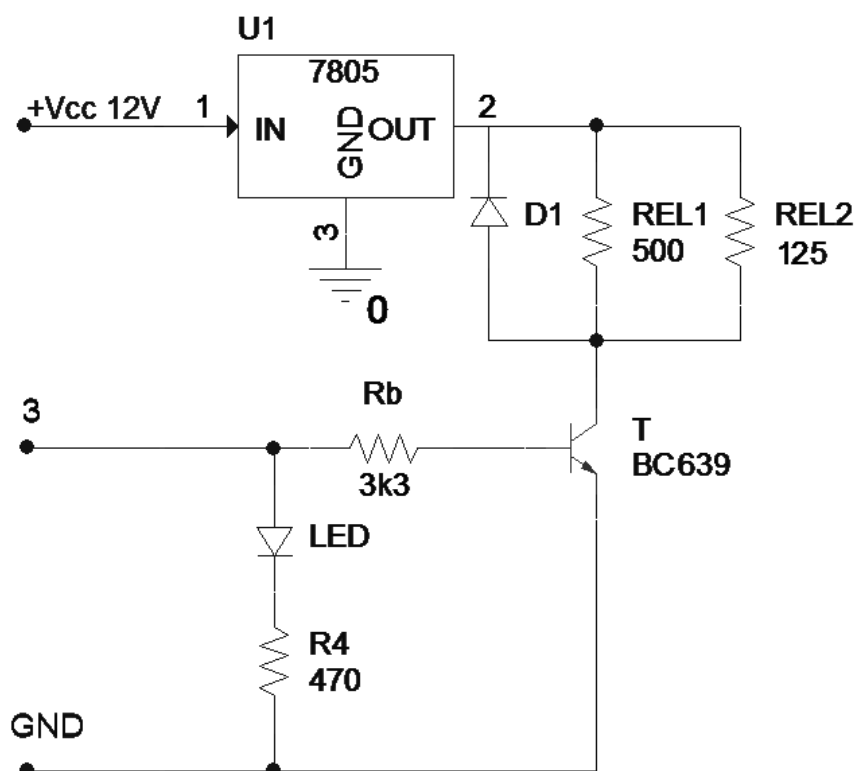 U1
7805
+Vcc 12V
1
IN
GND
OUT
2
3
0
D1
REL1
500
REL2
125
3
Rb
3k3
T
BC639
LED
R4
470
GND